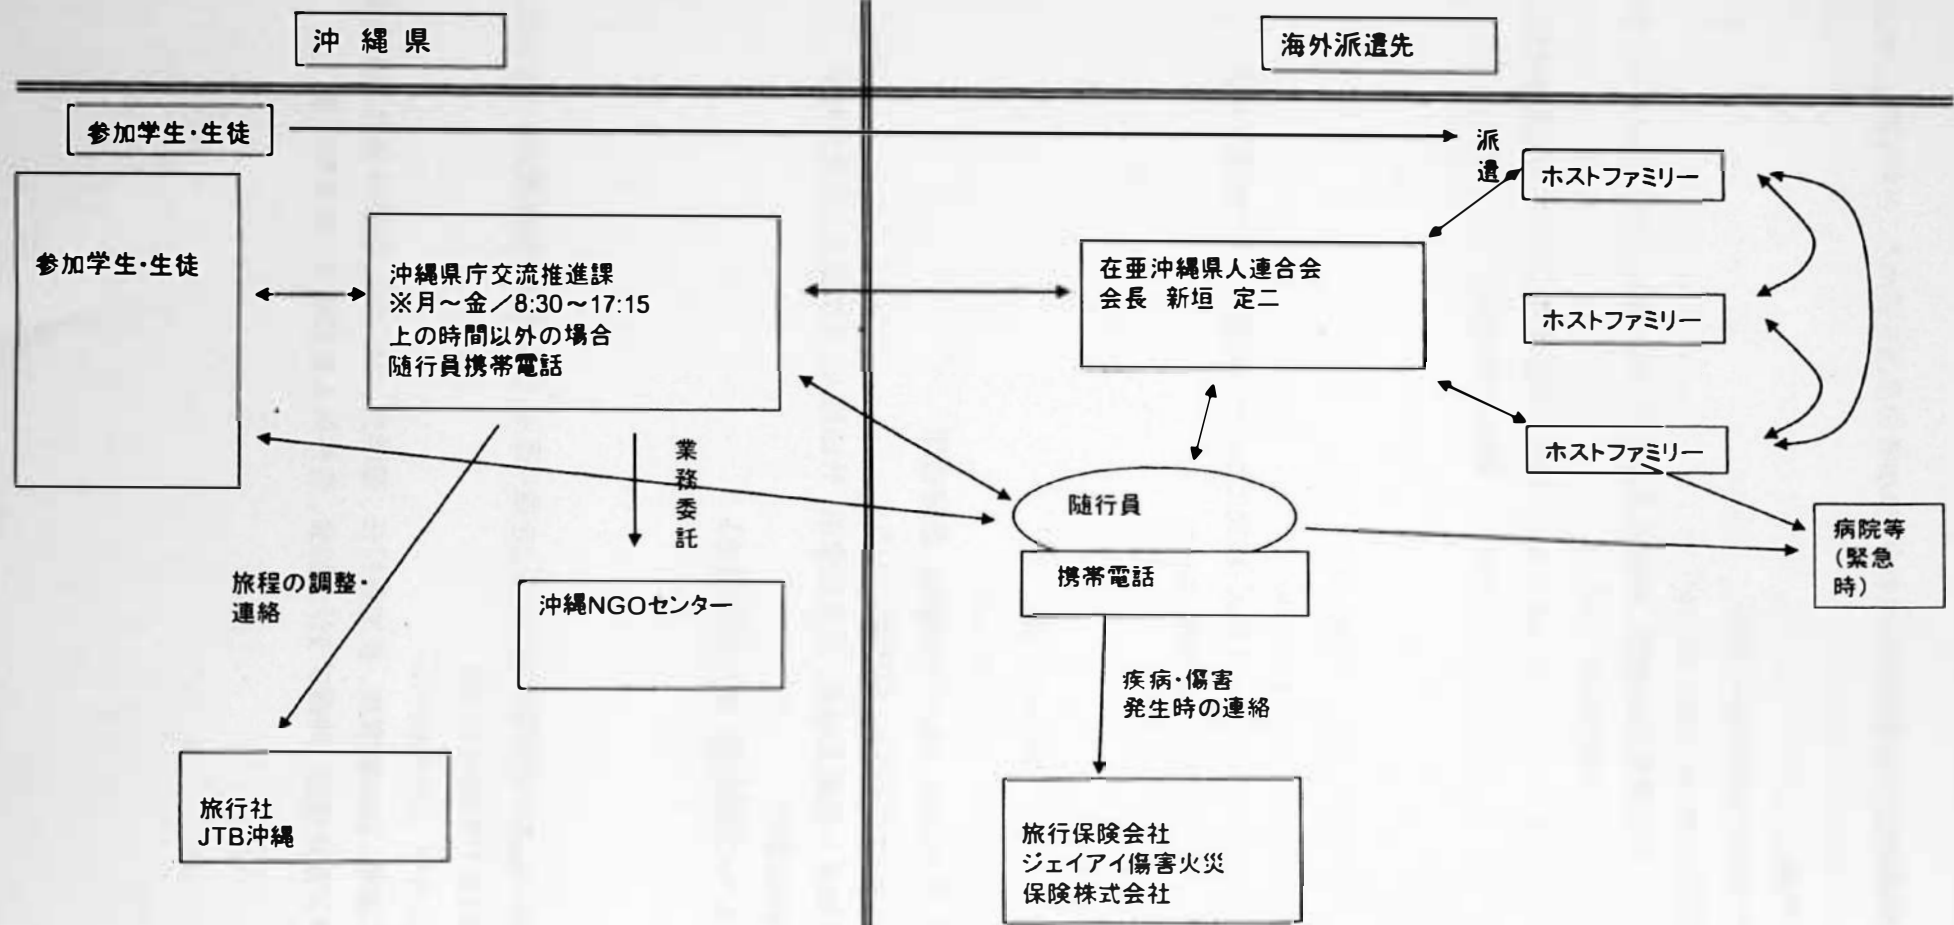 沖 縄 県
海外派遣先
参加学生・生徒
派
遣
ホストファミリー
参加学生・生徒
沖縄県庁交流推進課
※月～金／8:30～17:15
上の時間以外の場合
随行員携帯電話
在亜沖縄県人連合会
会長 新垣 定二
ホストファミリー
ホストファミリー
業
務
委
託
随行員
携帯電話
病院等
（緊急
時）
旅程の調整・
連絡
沖縄NGOセンター
疾病・傷害
発生時の連絡
旅行社
JTB沖縄
旅行保険会社
ジェイアイ傷害火災
保険株式会社